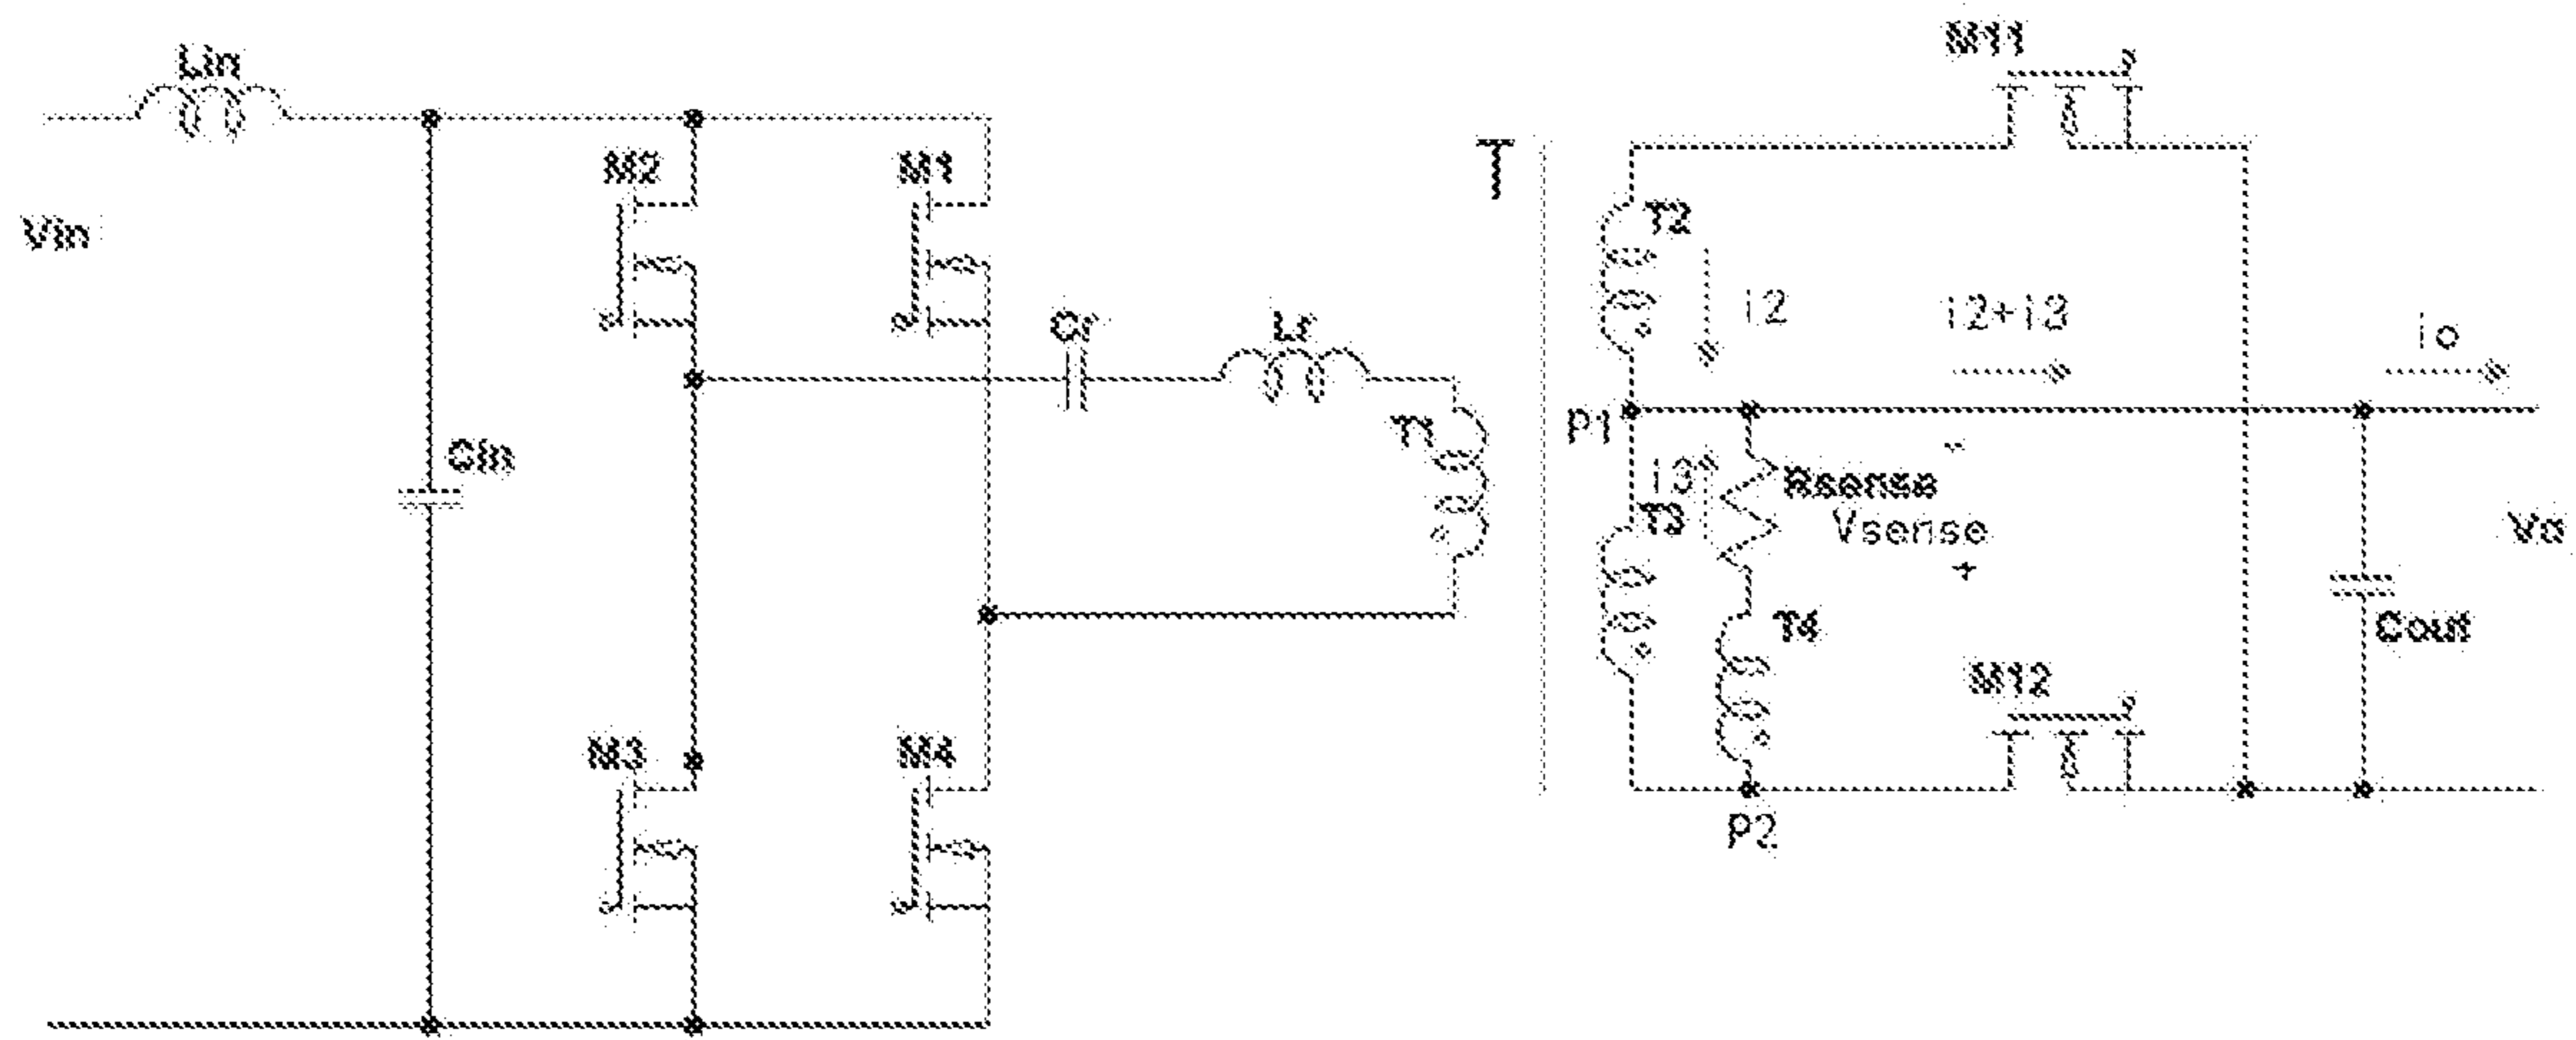 Lin
M11
M2
M1
T
Vin
T2
i2
i2+i3
io
Cr
Lr
T1
P1
Cin
i3
Rsense
T3
Vsense
Vo
T4
Cout
M12
M3
M4
P2